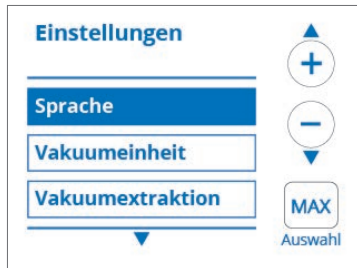 Einstellungen
Sprache
Vakuumeinheit
Vakuumextraktion
+
−
MAX
Auswahl